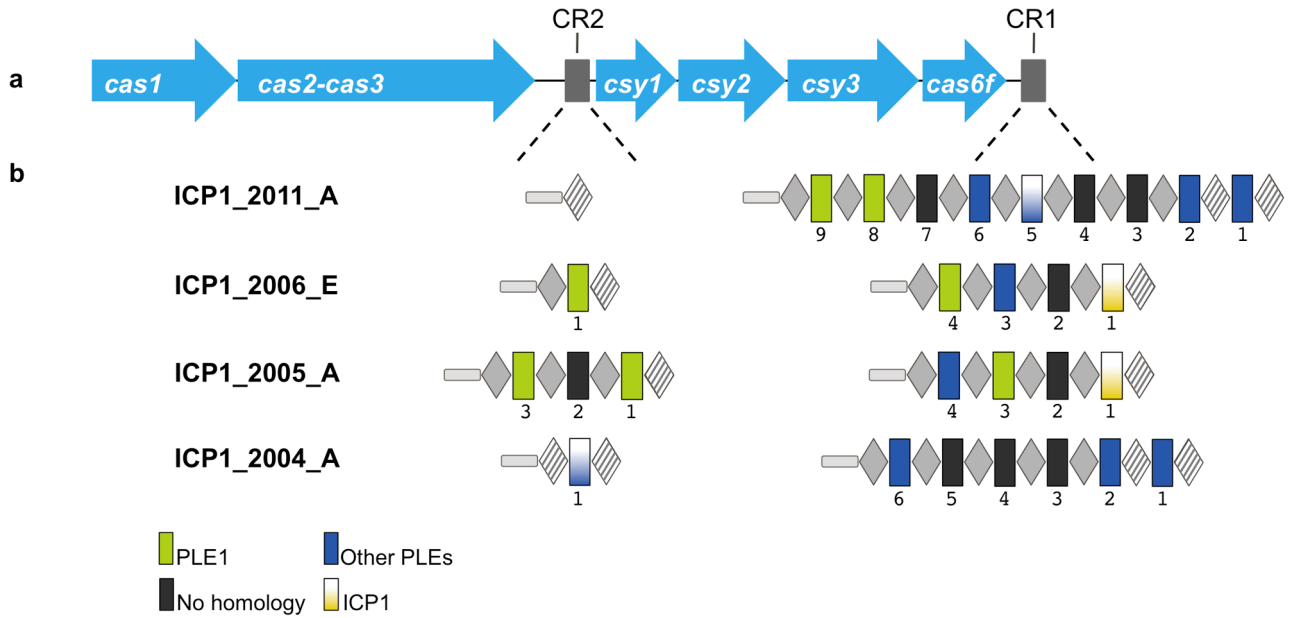 CR2 CR1
a cas1 cas2-cas3 csy1 csy2 csy3 cas6f
b
ICP1_2011_A
9 8 7 6 5 4 3 2 1
ICP1_2006_E
1 4 3 2 1
ICP1_2005_A
3 2 1 4 3 2 1
ICP1_2004_A
1 6 5 4 3 2 1
PLE1 Other PLEs
No homology ICP1